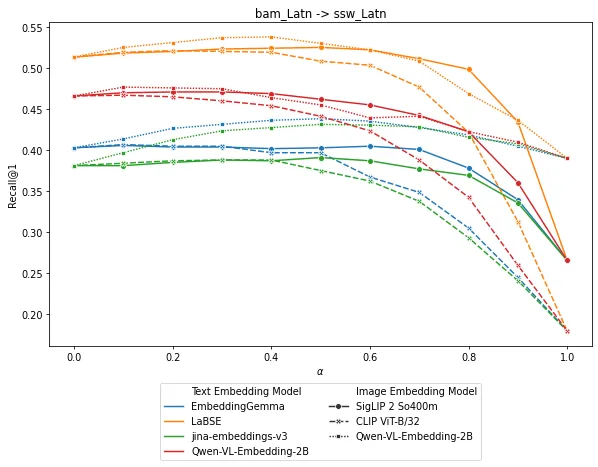 bam_Latn -> ssw_Latn
0.55
0.50
0.45
0.40
0.35
0.30
0.25
0.20
Recall@1
0.0 0.2 0.4 0.6 0.8 1.0
α
Text Embedding Model Image Embedding Model
EmbeddingGemma SigLIP 2 So400m
LaBSE CLIP ViT-B/32
jina-embeddings-v3 Qwen-VL-Embedding-2B
Qwen-VL-Embedding-2B